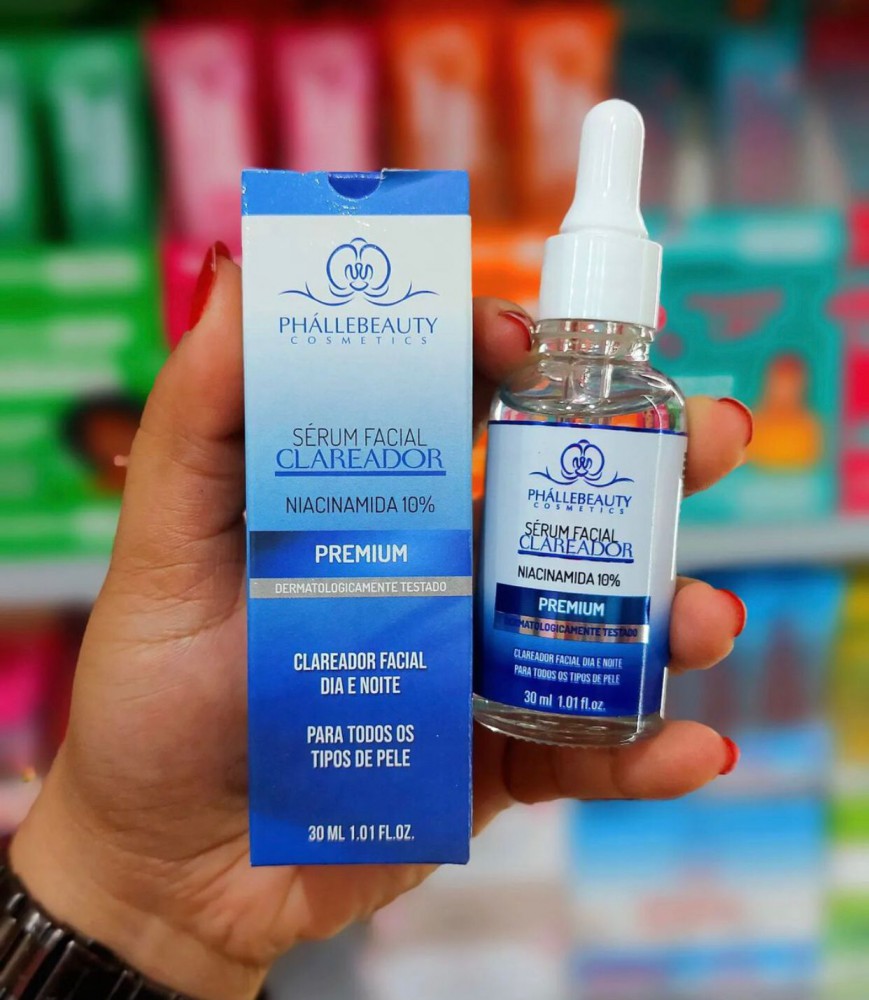 PHÁLLEBEAUTY
COSMETICS
SÉRUM FACIAL
CLAREADOR
NIACINAMIDA 10%
PREMIUM
DERMATOLOGICAMENTE TESTADO
CLAREADOR FACIAL
DIA E NOITE
PARA TODOS OS
TIPOS DE PELE
30 ML 1.01 FL.OZ.
PHÁLLEBEAUTY
COSMETICS
SÉRUM FACIAL
CLAREADOR
NIACINAMIDA 10%
PREMIUM
DERMATOLOGICAMENTE TESTADO
CLAREADOR FACIAL DIA E NOITE
PARA TODOS OS TIPOS DE PELE
30 ml 1.01 fl.oz.